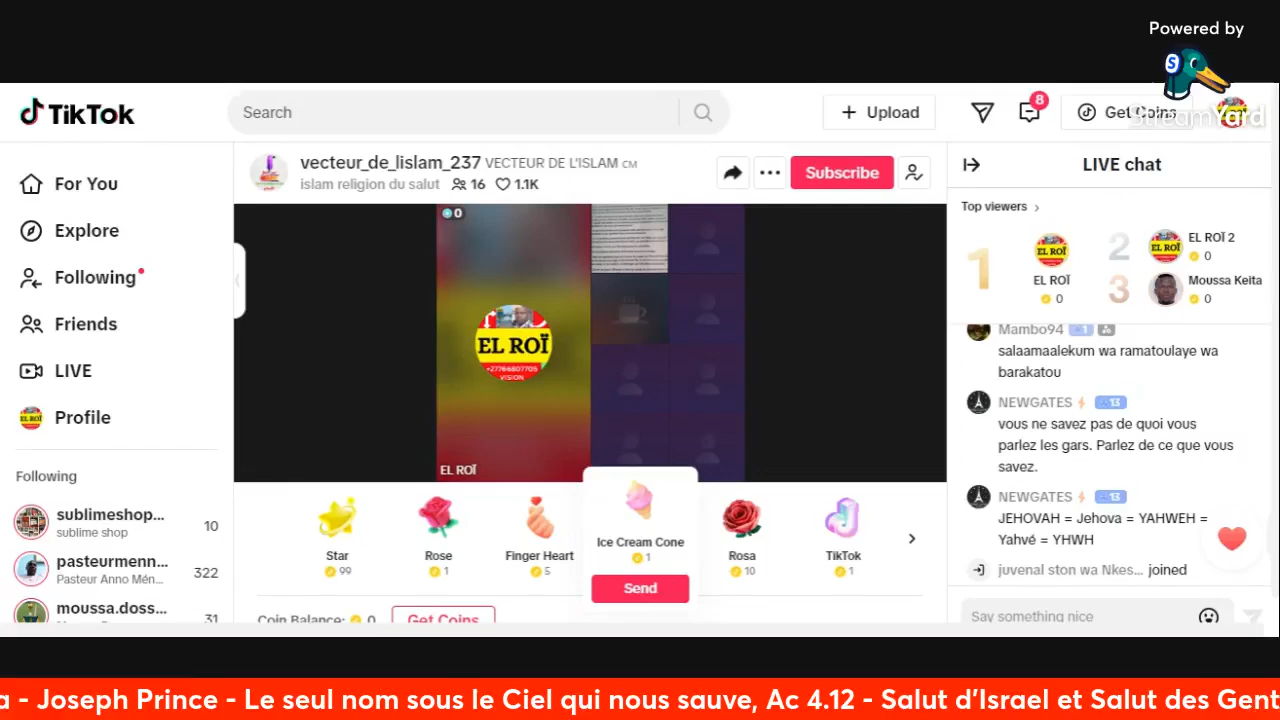 Powered by
StreamYard
TikTok
Search
Upload
8
Get Coins
For You
Explore
Following
Friends
LIVE
Profile
Following
sublimeshop...
sublime shop
10
pasteurmenn...
Pasteur Anno Mén...
322
moussa.doss...
31
vecteur_de_lislam_237 VECTEUR DE L'ISLAM CM
islam religion du salut 16 1.1K
Subscribe
0
EL ROÏ
+27766807705
VISION
EL ROÏ
Star
99
Rose
1
Finger Heart
5
Ice Cream Cone
1
Send
Rosa
10
TikTok
1
Coin Balance: 0
Get Coins
LIVE chat
Top viewers
1
EL ROÏ
0
2
EL ROÏ 2
0
3
Moussa Keita
0
Mambo94 1
salaamaalekum wa ramatoulaye wa
barakatou
NEWGATES 13
vous ne savez pas de quoi vous
parlez les gars. Parlez de ce que vous
savez.
NEWGATES 13
JEHOVAH = Jehova = YAHWEH =
Yahvé = YHWH
juvenal ston wa Nkes... joined
Say something nice
a - Joseph Prince - Le seul nom sous le Ciel qui nous sauve, Ac 4.12 - Salut d'Israel et Salut des Gent